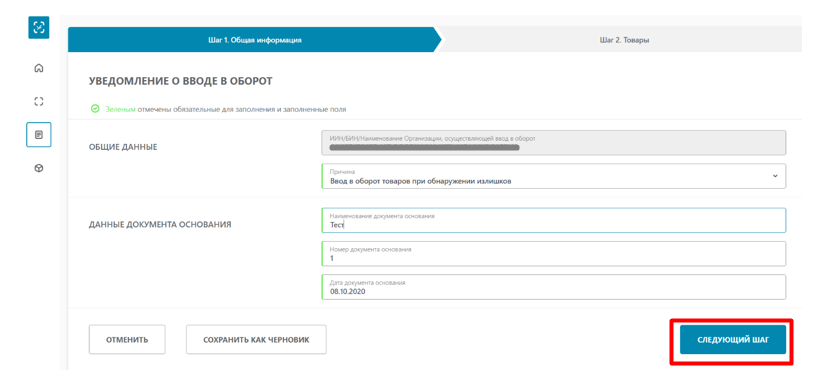 Шаг 1. Общая информация
Шаг 2. Товары
УВЕДОМЛЕНИЕ О ВВОДЕ В ОБОРОТ
Зеленым отмечены обязательные для заполнения и заполненные поля
ОБЩИЕ ДАННЫЕ
ИИН/БИН/Наименование Организации, осуществляющей ввод в оборот
Причина
Ввод в оборот товаров при обнаружении излишков
ДАННЫЕ ДОКУМЕНТА ОСНОВАНИЯ
Наименование документа основания
Тест
Номер документа основания
1
Дата документа основания
08.10.2020
ОТМЕНИТЬ
СОХРАНИТЬ КАК ЧЕРНОВИК
СЛЕДУЮЩИЙ ШАГ